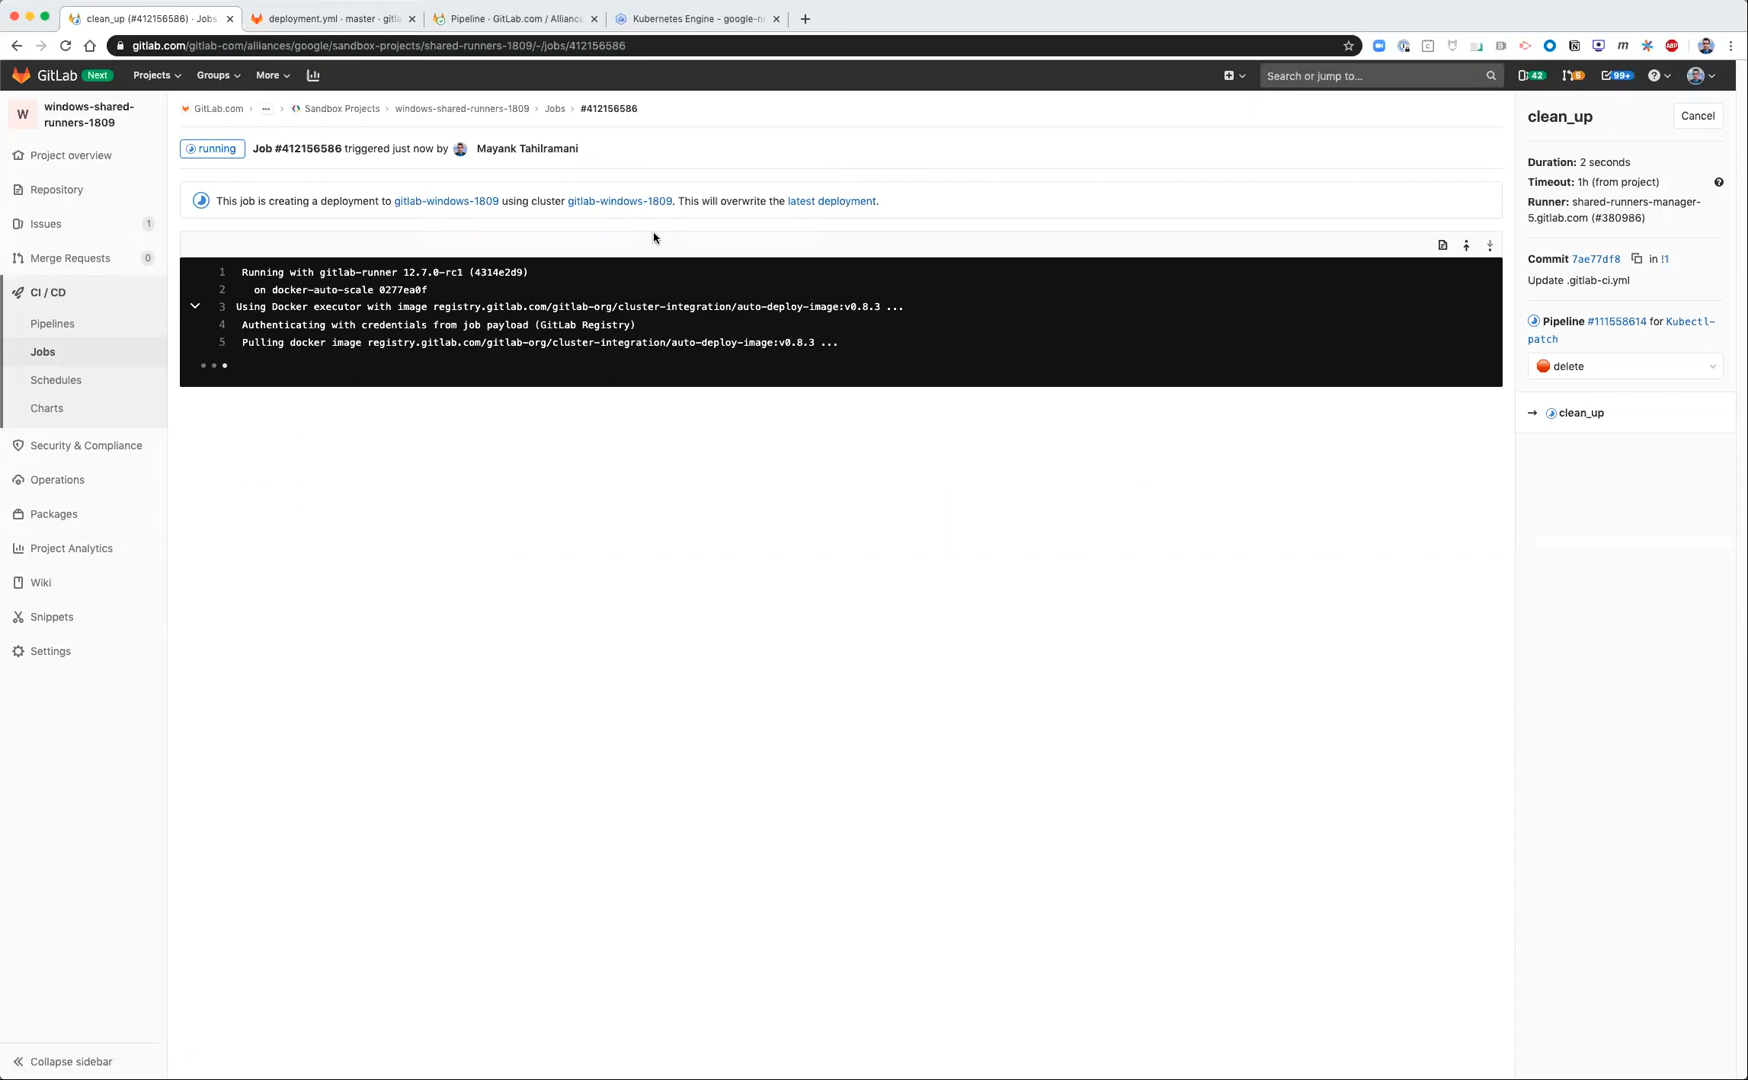 clean_up (#412156586) · Jobs
deployment.yml · master · gitla
Pipeline · GitLab.com / Alliance
Kubernetes Engine - google-n
gitlab.com/gitlab-com/alliances/google/sandbox-projects/shared-runners-1809/-/jobs/412156586
GitLab Next Projects Groups More Search or jump to... 42 6 99+
W windows-shared-
runners-1809
Project overview
Repository
Issues 1
Merge Requests 0
CI / CD
Pipelines
Jobs
Schedules
Charts
Security & Compliance
Operations
Packages
Project Analytics
Wiki
Snippets
Settings
Collapse sidebar
GitLab.com › ... › Sandbox Projects › windows-shared-runners-1809 › Jobs › #412156586
running Job #412156586 triggered just now by Mayank Tahilramani
This job is creating a deployment to gitlab-windows-1809 using cluster gitlab-windows-1809. This will overwrite the latest deployment.
1 Running with gitlab-runner 12.7.0-rc1 (4314e2d9)
2 on docker-auto-scale 0277ea0f
3 Using Docker executor with image registry.gitlab.com/gitlab-org/cluster-integration/auto-deploy-image:v0.8.3 ...
4 Authenticating with credentials from job payload (GitLab Registry)
5 Pulling docker image registry.gitlab.com/gitlab-org/cluster-integration/auto-deploy-image:v0.8.3 ...
clean_up
Cancel
Duration: 2 seconds
Timeout: 1h (from project)
Runner: shared-runners-manager-
5.gitlab.com (#380986)
Commit 7ae77df8 in !1
Update .gitlab-ci.yml
Pipeline #111558614 for Kubectl-
patch
delete
→ clean_up